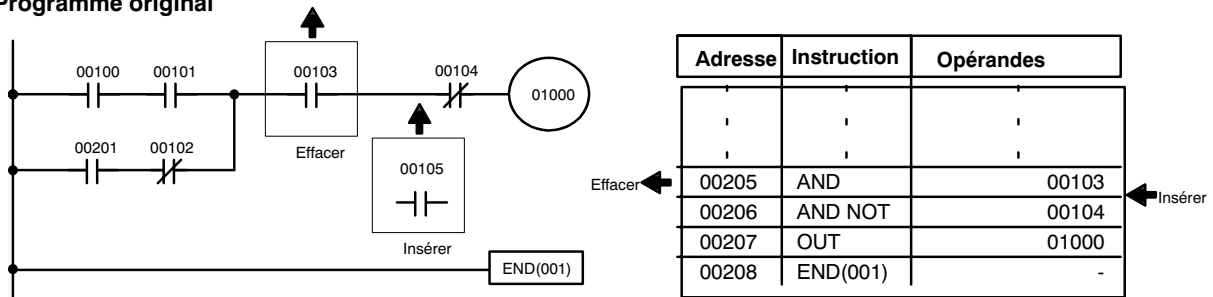 Programme original
00100 00101 00103 00104
01000
00201 00102
Effacer
00105
Insérer
END(001)
Adresse Instruction Opérandes
Effacer 00205 AND 00103 Insérer
00206 AND NOT 00104
00207 OUT 01000
00208 END(001) -